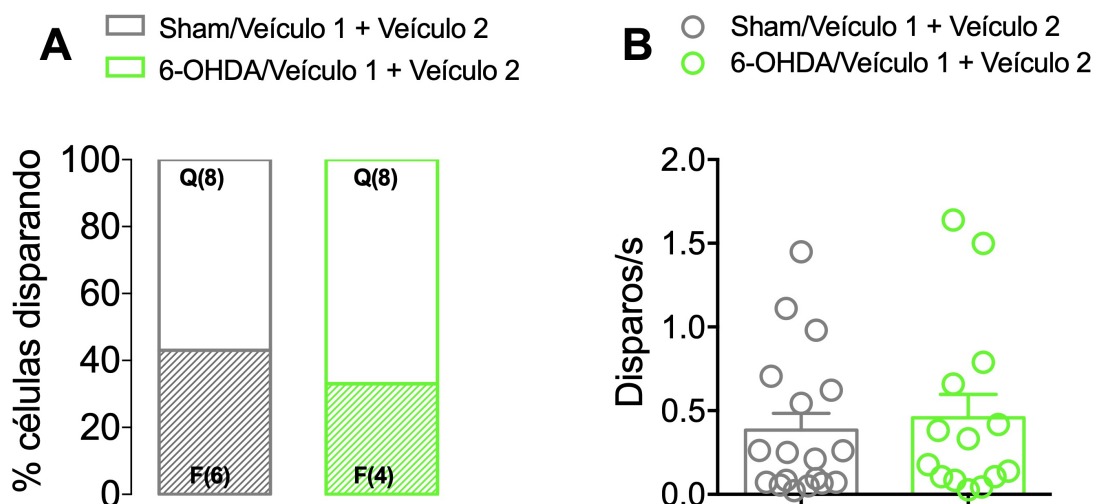 A
Sham/Veículo 1 + Veículo 2
6-OHDA/Veículo 1 + Veículo 2
% células disparando
100
80
60
40
20
0
Q(8)
Q(8)
F(6)
F(4)
B
Sham/Veículo 1 + Veículo 2
6-OHDA/Veículo 1 + Veículo 2
Disparos/s
2.0
1.5
1.0
0.5
0.0